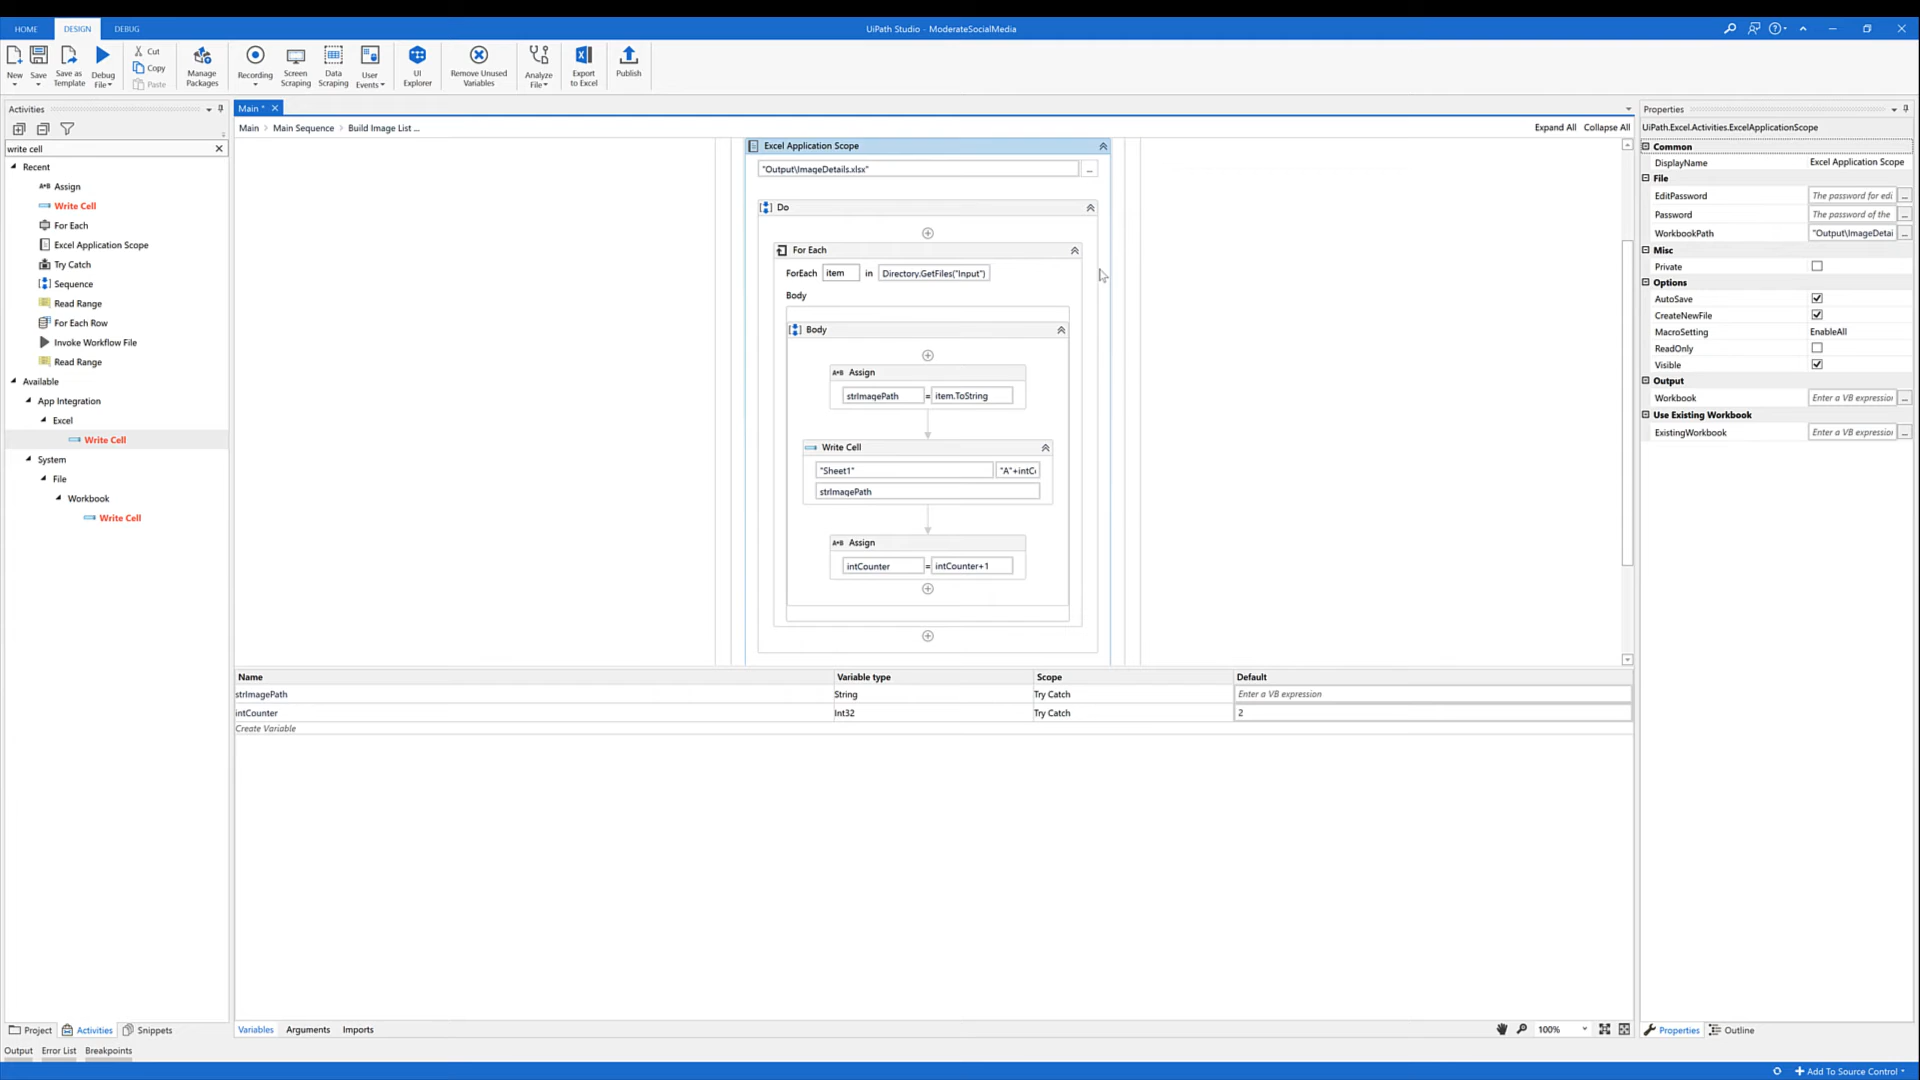 HOME DESIGN DEBUG UiPath Studio - ModerateSocialMedia
New Save Save as Template Debug File Cut Copy Paste Manage Packages Recording Screen Scraping Data Scraping User Events UI Explorer Remove Unused Variables Analyze File Export to Excel Publish
Activities
write cell
Recent
Assign
Write Cell
For Each
Excel Application Scope
Try Catch
Sequence
Read Range
For Each Row
Invoke Workflow File
Read Range
Available
App Integration
Excel
Write Cell
System
File
Workbook
Write Cell
Project Activities Snippets
Main *
Main > Main Sequence > Build Image List ... Expand All Collapse All
Excel Application Scope
"Output\ImageDetails.xlsx" ...
Do
For Each
ForEach item in Directory.GetFiles("Input")
Body
Body
A*B Assign
strImagePath = item.ToString
Write Cell
"Sheet1" "A"+intC
strImagePath
A*B Assign
intCounter = intCounter+1
Name Variable type Scope Default
strImagePath String Try Catch Enter a VB expression
intCounter Int32 Try Catch 2
Create Variable
Variables Arguments Imports 100%
Properties
UiPath.Excel.Activities.ExcelApplicationScope
Common
DisplayName Excel Application Scope
File
EditPassword The password for edi ...
Password The password of the ...
WorkbookPath "Output\ImageDetai ...
Misc
Private
Options
AutoSave
CreateNewFile
MacroSetting EnableAll
ReadOnly
Visible
Output
Workbook Enter a VB expression ...
Use Existing Workbook
ExistingWorkbook Enter a VB expression ...
Properties Outline
Output Error List Breakpoints
Add To Source Control